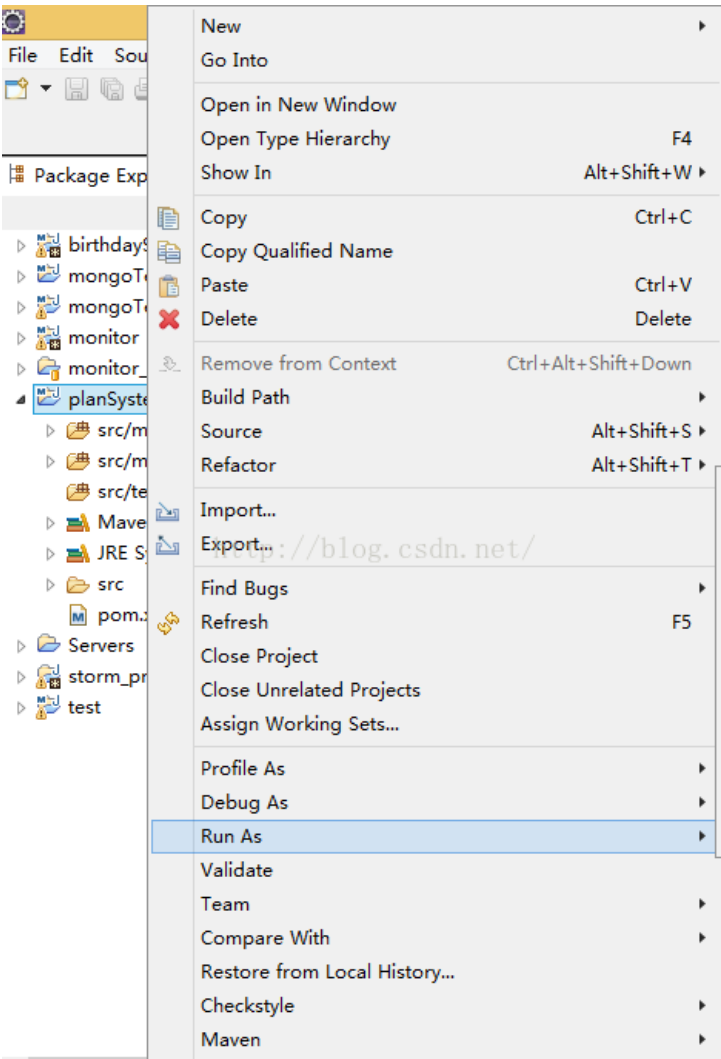 File Edit Sou
Package Exp
birthday
mongoTe
mongoTe
monitor
monitor_
planSyste
src/m
src/m
src/te
Mave
JRE S
src
pom.x
Servers
storm_pr
test
New
Go Into
Open in New Window
Open Type Hierarchy F4
Show In Alt+Shift+W
Copy Ctrl+C
Copy Qualified Name
Paste Ctrl+V
Delete Delete
Remove from Context Ctrl+Alt+Shift+Down
Build Path
Source Alt+Shift+S
Refactor Alt+Shift+T
Import...
Export...
http://blog.csdn.net/
Find Bugs
Refresh F5
Close Project
Close Unrelated Projects
Assign Working Sets...
Profile As
Debug As
Run As
Validate
Team
Compare With
Restore from Local History...
Checkstyle
Maven